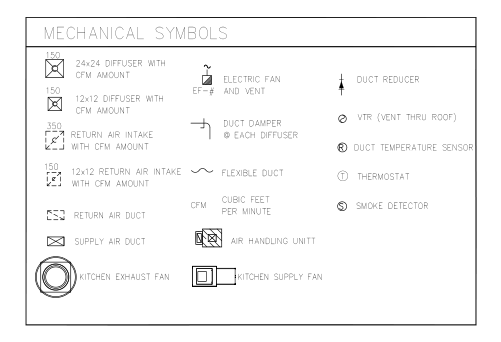 MECHANICAL SYMBOLS
150
24x24 DIFFUSER WITH
CFM AMOUNT
150
12x12 DIFFUSER WITH
CFM AMOUNT
350
RETURN AIR INTAKE
WITH CFM AMOUNT
150
12x12 RETURN AIR INTAKE
WITH CFM AMOUNT
RETURN AIR DUCT
SUPPLY AIR DUCT
KITCHEN EXHAUST FAN
EF-#
ELECTRIC FAN
AND VENT
DUCT DAMPER
@ EACH DIFFUSER
FLEXIBLE DUCT
CFM
CUBIC FEET
PER MINUTE
AIR HANDLING UNITT
KITCHEN SUPPLY FAN
DUCT REDUCER
VTR (VENT THRU ROOF)
DUCT TEMPERATURE SENSOR
T
THERMOSTAT
S
SMOKE DETECTOR